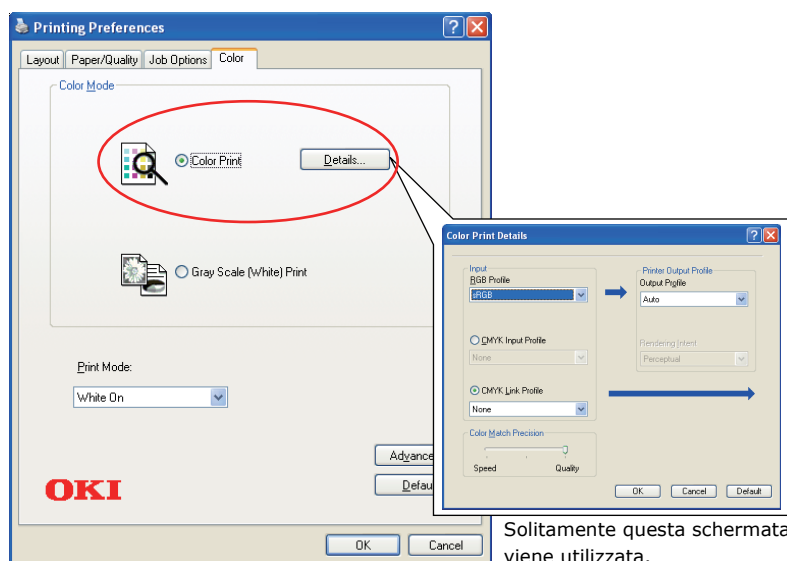 Printing Preferences
Layout Paper/Quality Job Options Color
Color Mode
Color Print Details...
Gray Scale (White) Print
Print Mode:
White On
Advance
Defau
OKI
OK Cancel
Color Print Details
Input
RGB Profile
sRGB
CMYK Input Profile
None
CMYK Link Profile
None
Color Match Precision
Speed Quality
Printer Output Profile
Output Profile
Auto
Rendering Intent
Perceptual
OK Cancel Default
Solitamente questa schermata
viene utilizzata.